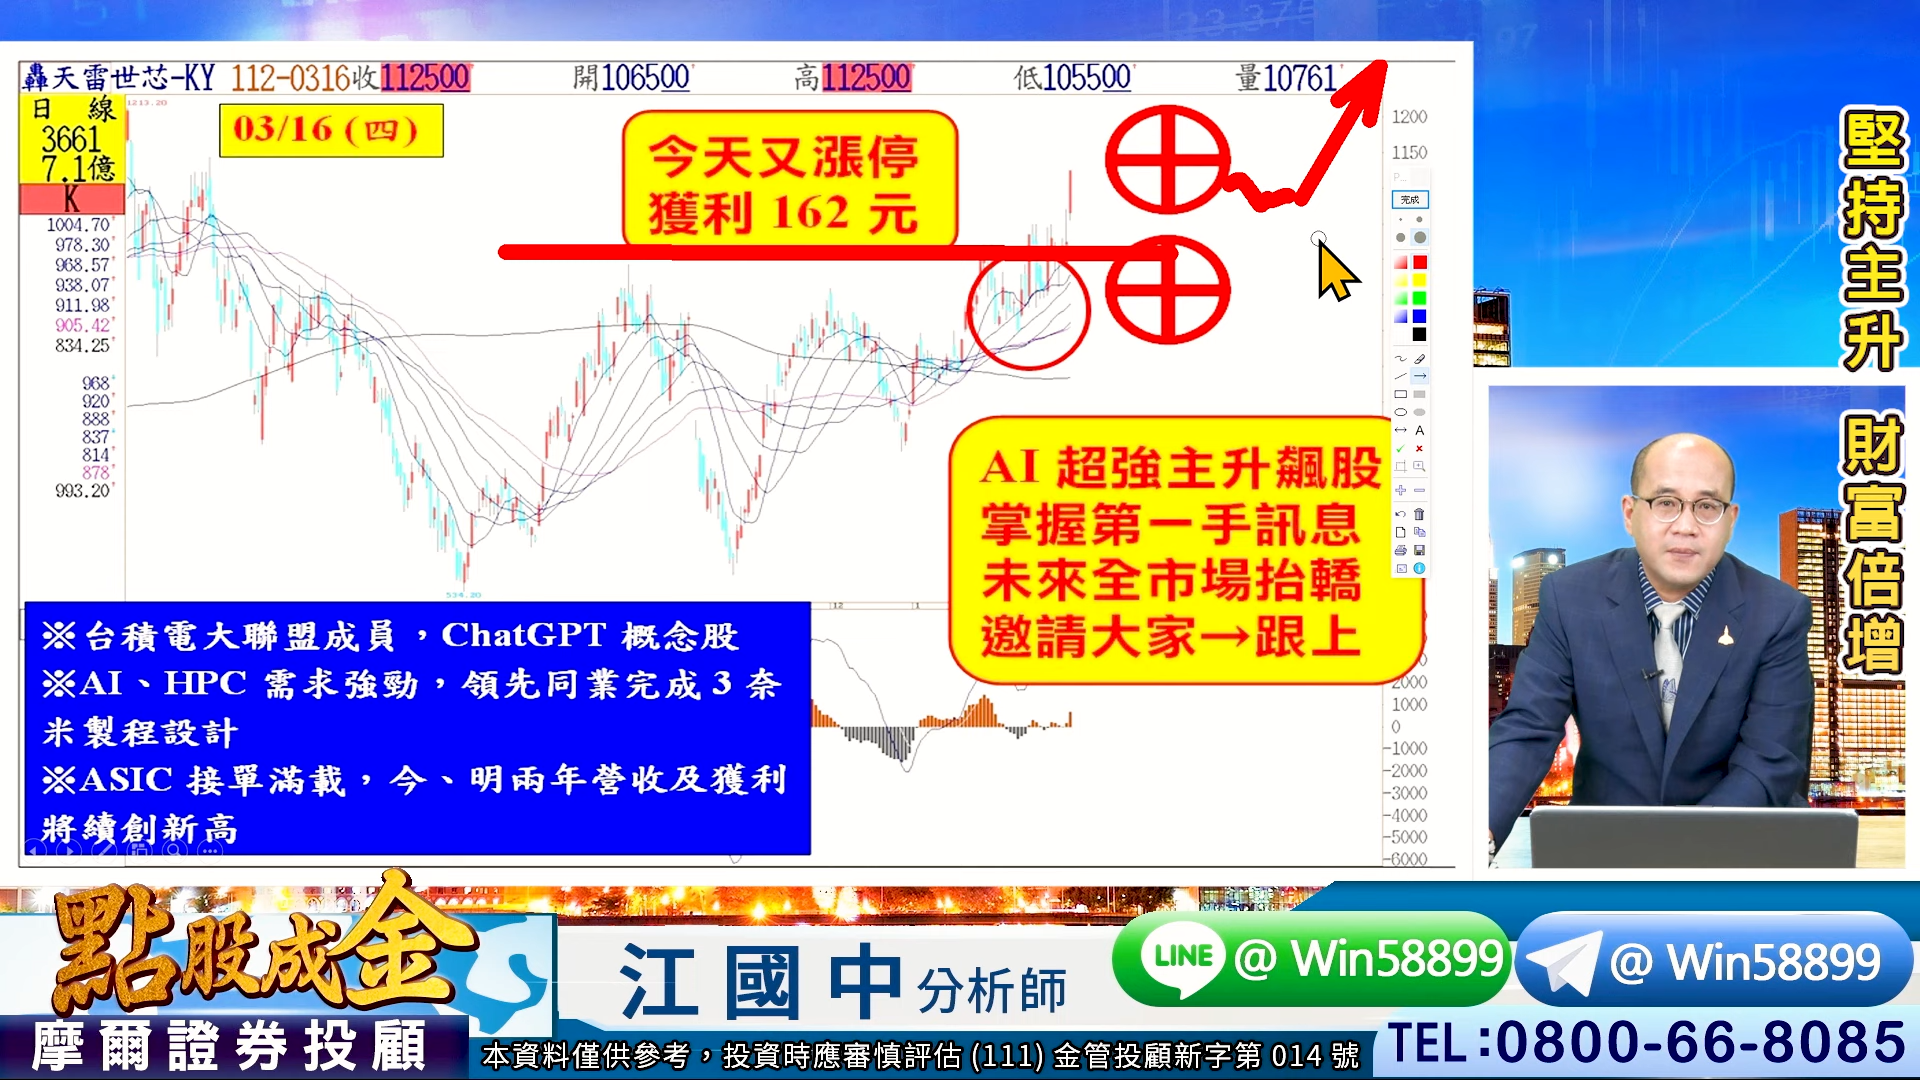 轟天雷世芯-KY 112-0316收112500 開106500 高112500 低105500 量10761
日 線
3661
7.1億
K
1004.70
978.30
968.57
938.07
911.98
905.42
834.25
968
920
888
837
814
878
993.20
1213.20
03/16 (四)
今天又漲停
獲利 162 元
1200
1150
完成
A
534.20
12
1
AI 超強主升飆股
掌握第一手訊息
未來全市場抬轎
邀請大家→跟上
※台積電大聯盟成員，ChatGPT 概念股
※AI、HPC 需求強勁，領先同業完成 3 奈
米製程設計
※ASIC 接單滿載，今、明兩年營收及獲利
將續創新高
2000
1000
0
-1000
-2000
-3000
-4000
-5000
-6000
堅持主升 財富倍增
點股成金
摩爾證券投顧
江國中 分析師
LINE @ Win58899
@ Win58899
TEL:0800-66-8085
本資料僅供參考，投資時應審慎評估 (111) 金管投顧新字第 014 號